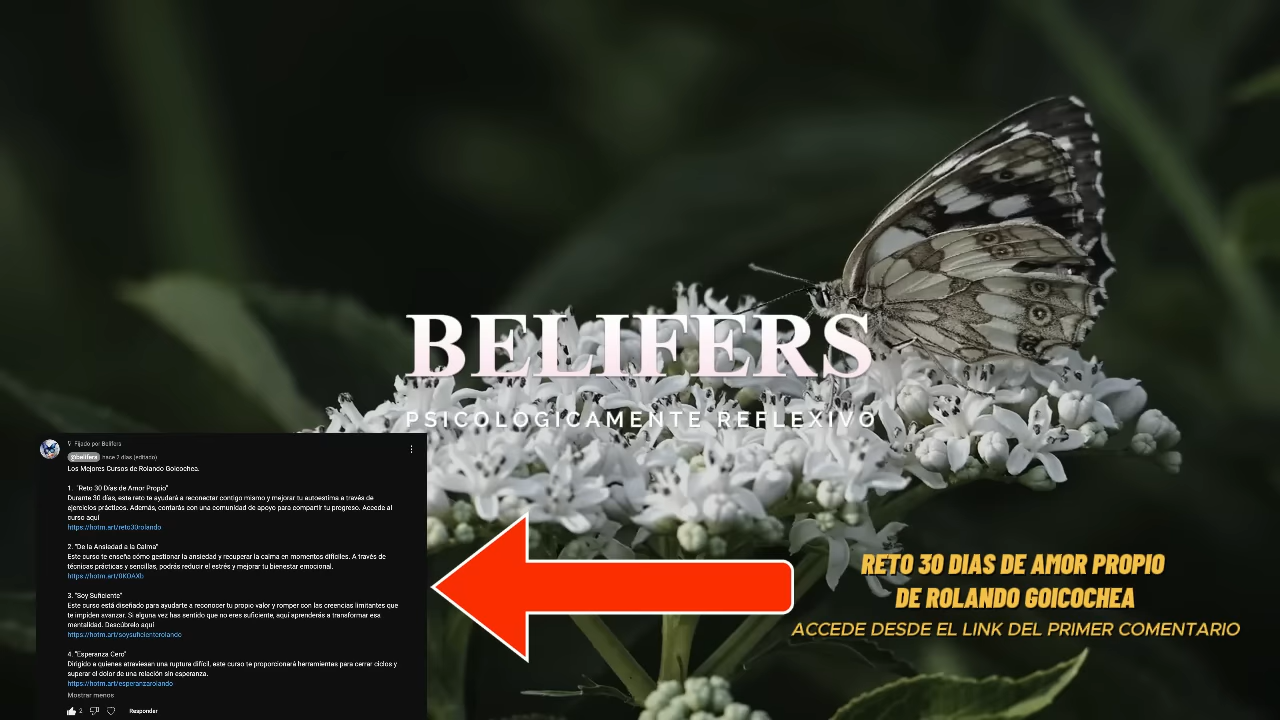 BELIFERS
PSICOLOGICAMENTE REFLEXIVO
Fijado por Belifers
@belifers hace 2 días (editado)
Los Mejores Cursos de Rolando Goicochea.
1. "Reto 30 Días de Amor Propio"
Durante 30 días, este reto te ayudará a reconectar contigo mismo y mejorar tu autoestima a través de
ejercicios prácticos. Además, contarás con una comunidad de apoyo para compartir tu progreso. Accede al
curso aquí
https://hotm.art/reto30rolando
2. "De la Ansiedad a la Calma"
Este curso te enseña cómo gestionar la ansiedad y recuperar la calma en momentos difíciles. A través de
técnicas prácticas y sencillas, podrás reducir el estrés y mejorar tu bienestar emocional.
https://hotm.art/0KOAXb
3. "Soy Suficiente"
Este curso está diseñado para ayudarte a reconocer tu propio valor y romper con las creencias limitantes que
te impiden avanzar. Si alguna vez has sentido que no eres suficiente, aquí aprenderás a transformar esa
mentalidad. Descúbrelo aquí
https://hotm.art/soysuficienterolando
4. "Esperanza Cero"
Dirigido a quienes atraviesan una ruptura difícil, este curso te proporcionará herramientas para cerrar ciclos y
superar el dolor de una relación sin esperanza.
https://hotm.art/esperanzarolando
Mostrar menos
2 Responder
RETO 30 DIAS DE AMOR PROPIO
DE ROLANDO GOICOCHEA
ACCEDE DESDE EL LINK DEL PRIMER COMENTARIO